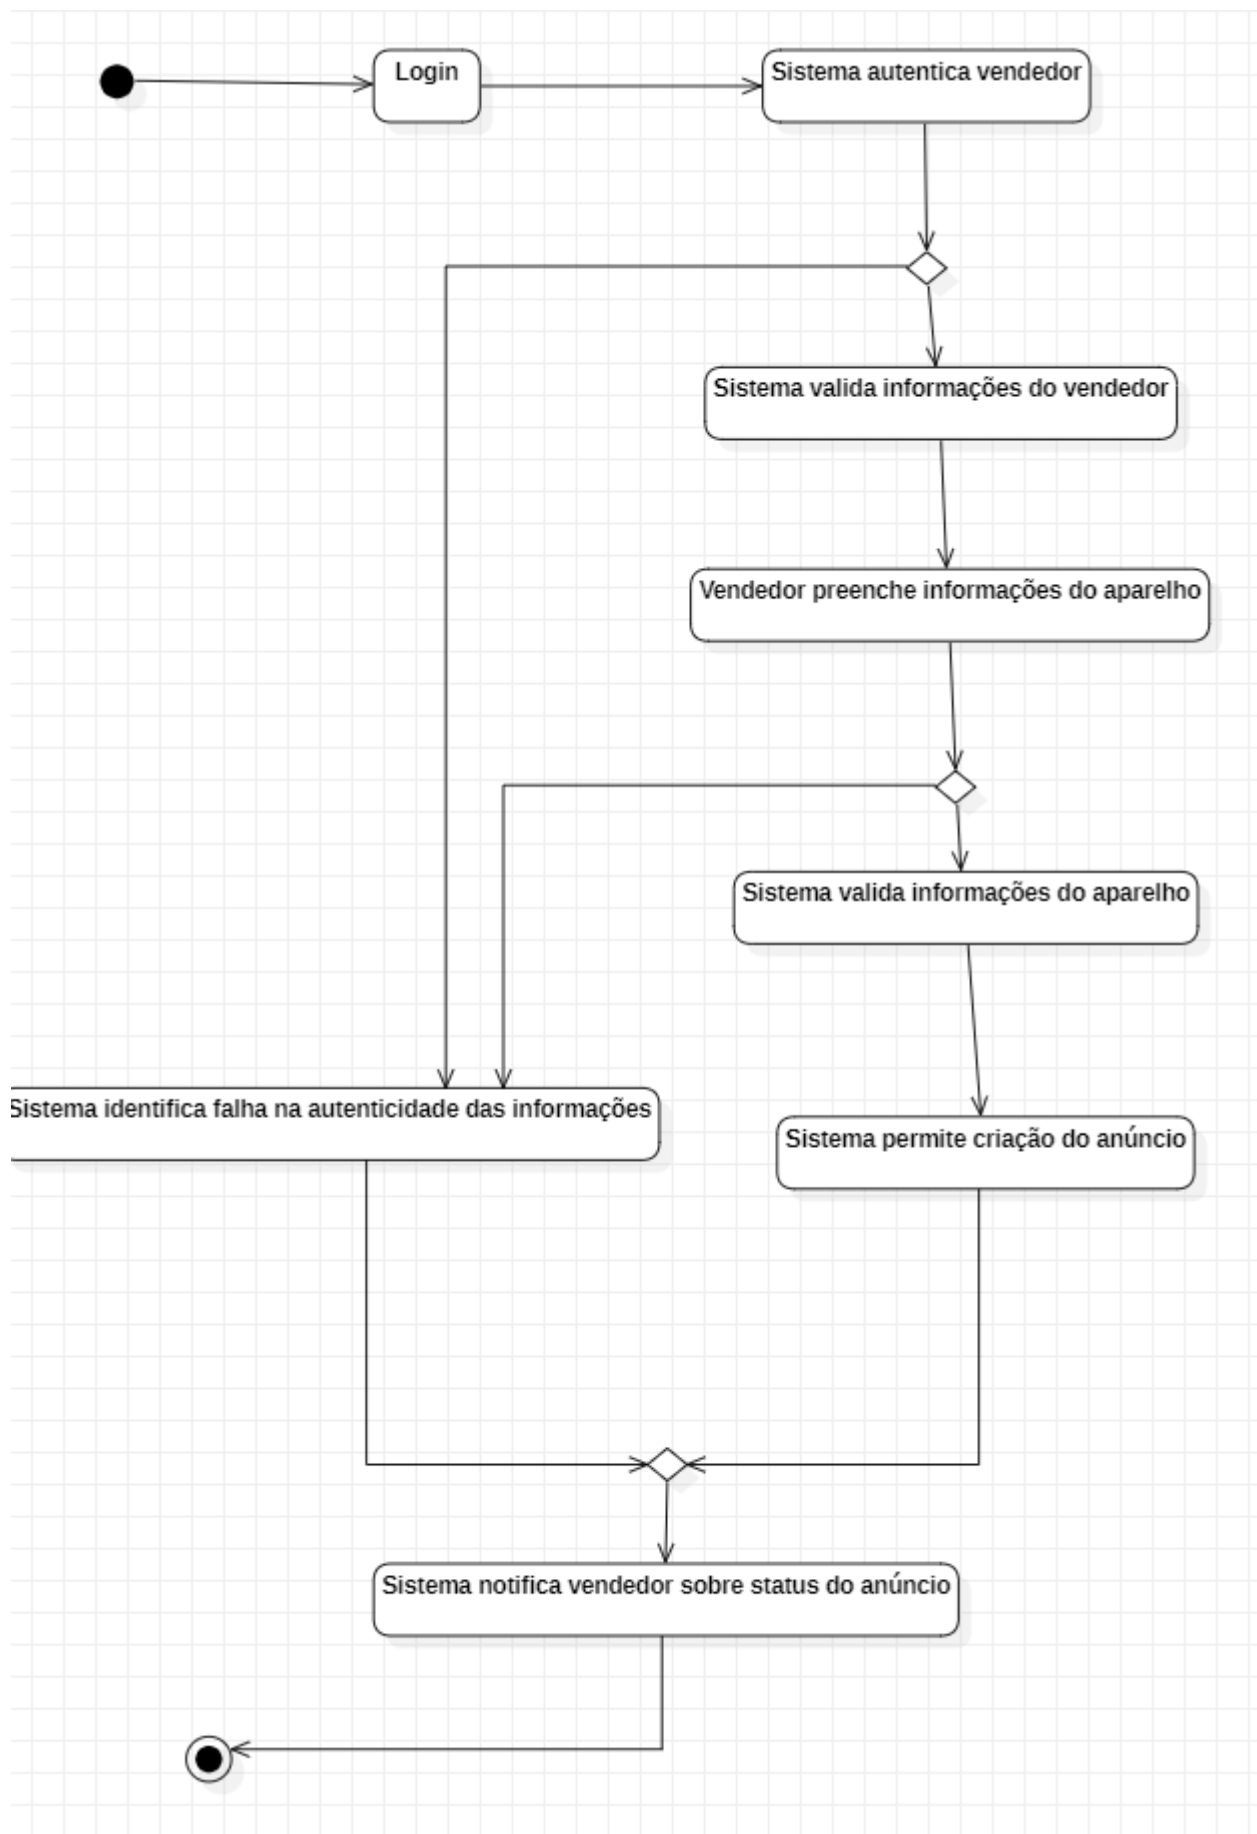 Login
Sistema autentica vendedor
Sistema valida informações do vendedor
Vendedor preenche informações do aparelho
Sistema valida informações do aparelho
Sistema identifica falha na autenticidade das informações
Sistema permite criação do anúncio
Sistema notifica vendedor sobre status do anúncio